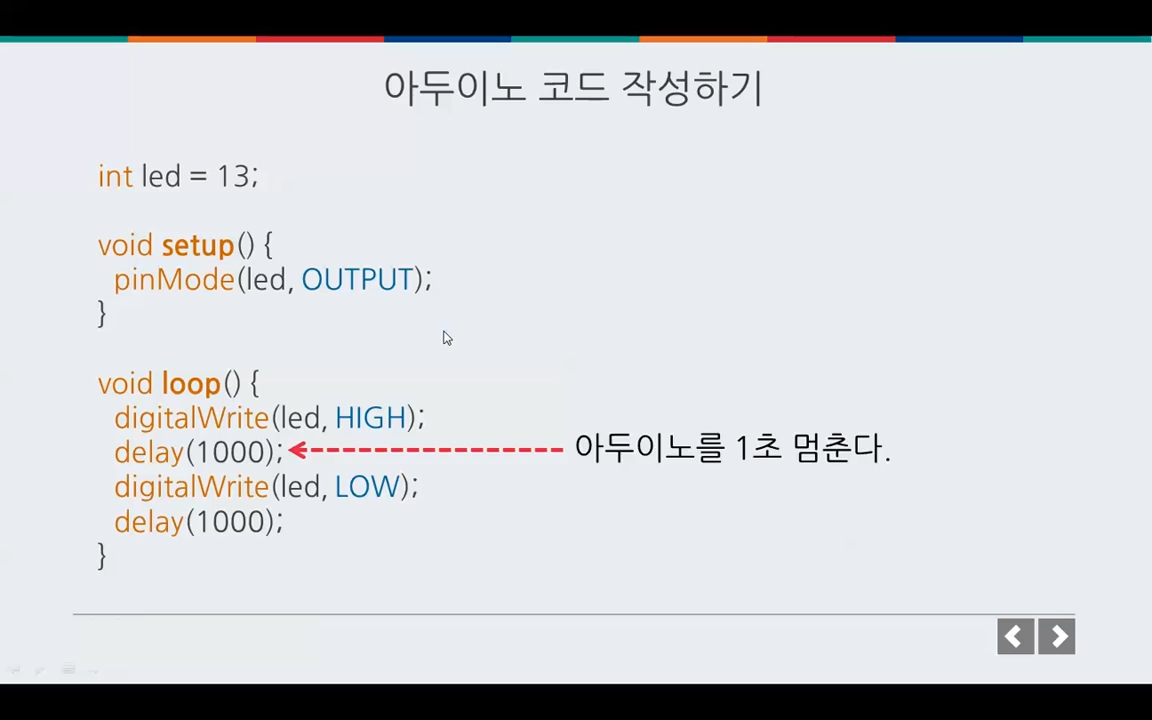 아두이노 코드 작성하기
int led = 13;
void setup() {
pinMode(led, OUTPUT);
}
void loop() {
digitalWrite(led, HIGH);
delay(1000);
아두이노를 1초 멈춘다.
digitalWrite(led, LOW);
delay(1000);
}